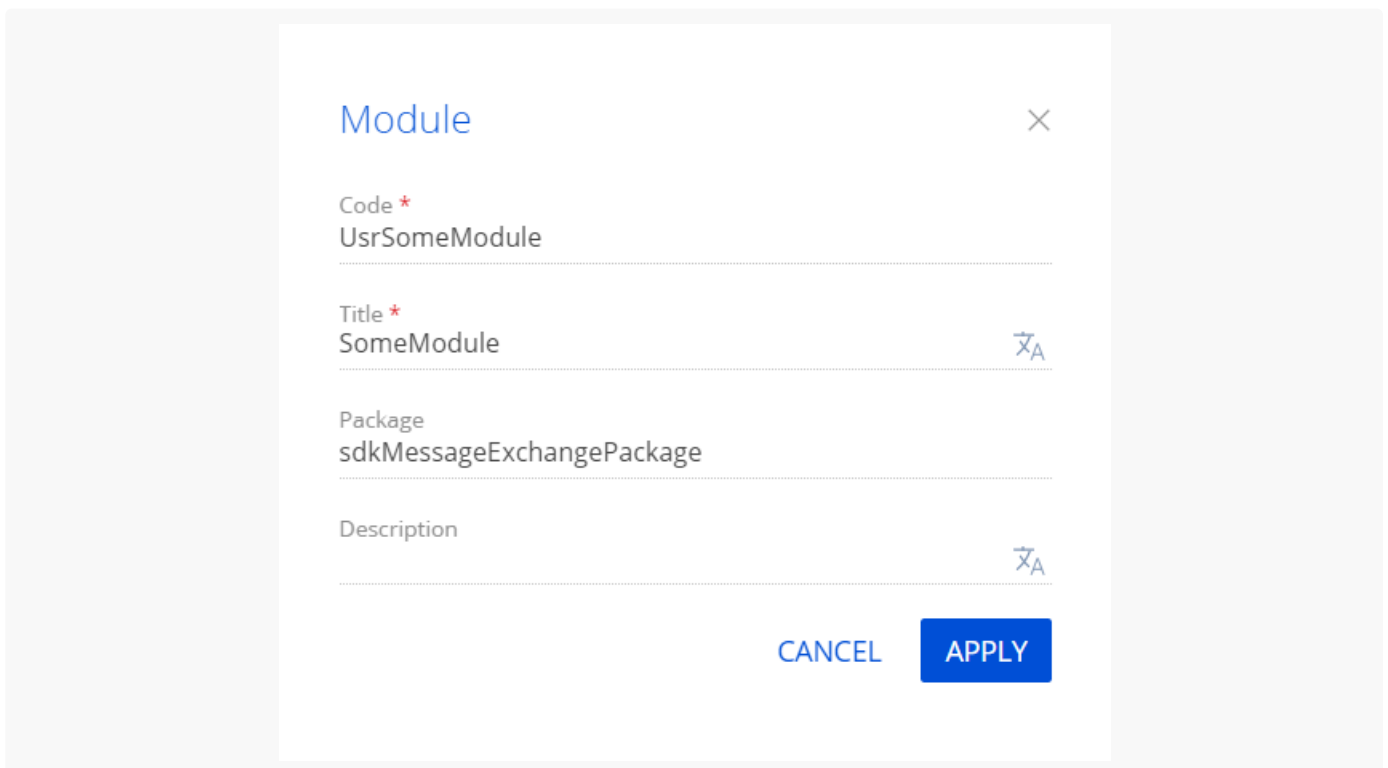 Module
Code *
UsrSomeModule
Title *
SomeModule
Package
sdkMessageExchangePackage
Description
CANCEL APPLY